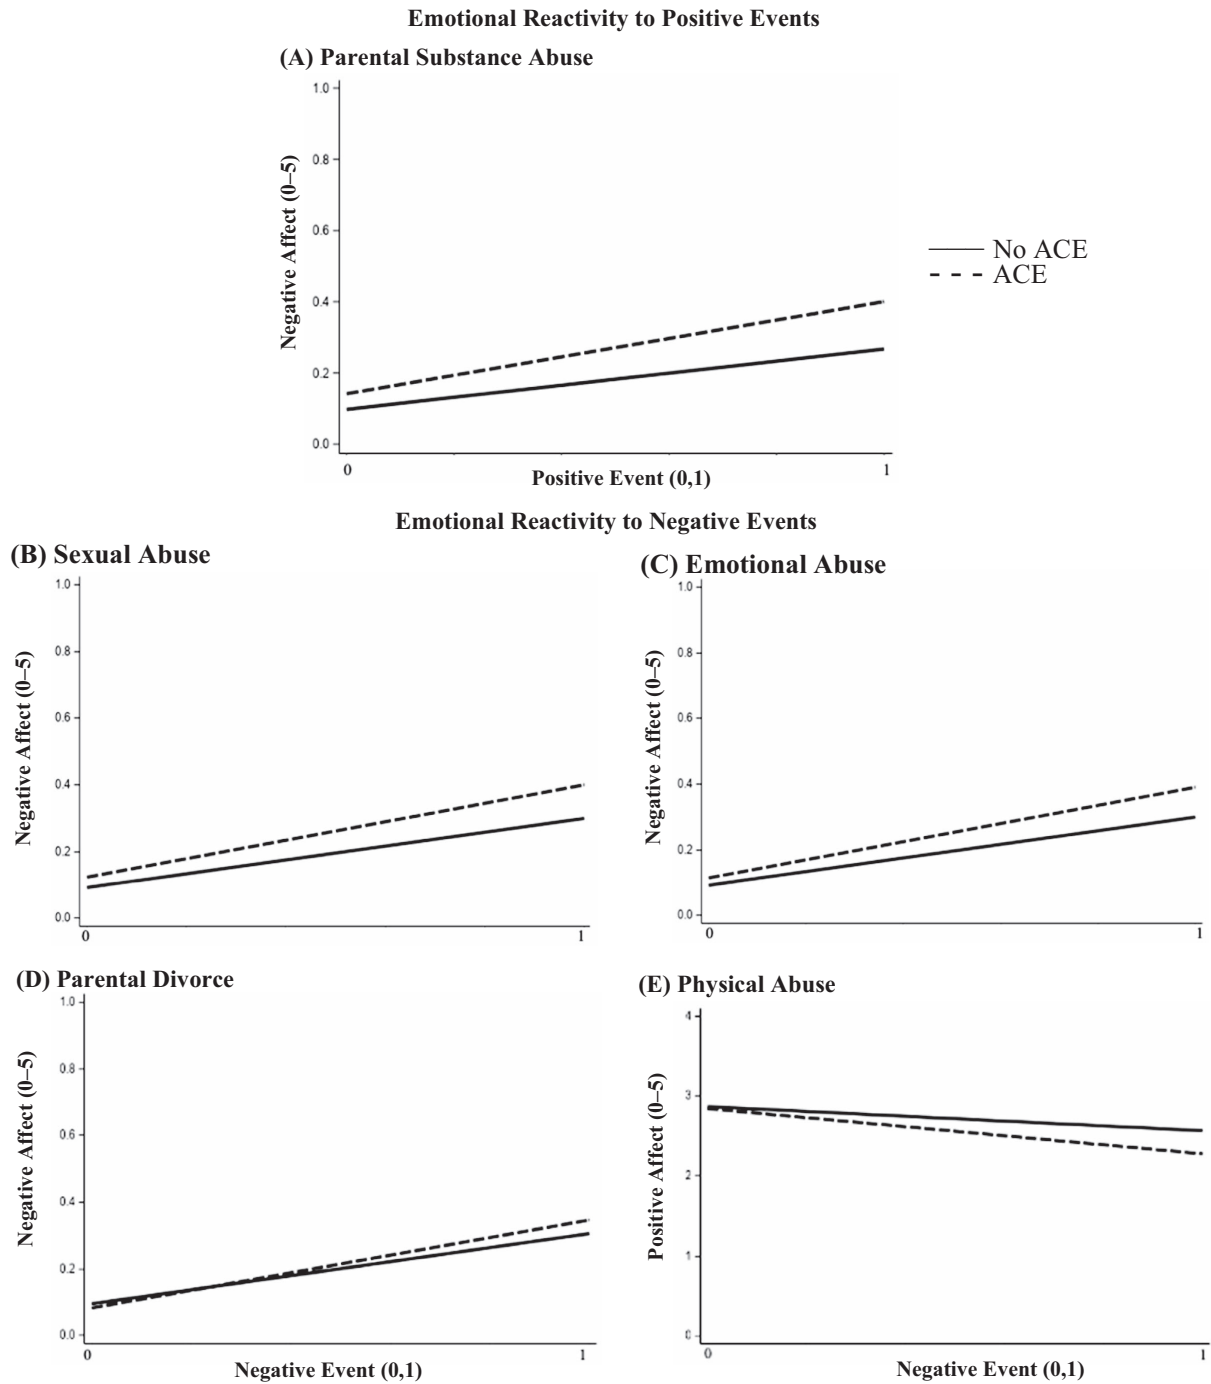 Emotional Reactivity to Positive Events
(A) Parental Substance Abuse
1.0
0.8
0.6
0.4
0.2
0.0
Negative Affect (0–5)
0
1
Positive Event (0,1)
No ACE
ACE
Emotional Reactivity to Negative Events
(B) Sexual Abuse
1.0
0.8
0.6
0.4
0.2
0.0
Negative Affect (0–5)
0
1
(C) Emotional Abuse
1.0
0.8
0.6
0.4
0.2
0.0
Negative Affect (0–5)
0
1
(D) Parental Divorce
1.0
0.8
0.6
0.4
0.2
0.0
Negative Affect (0–5)
0
1
Negative Event (0,1)
(E) Physical Abuse
4
3
2
1
0
Positive Affect (0–5)
0
1
Negative Event (0,1)